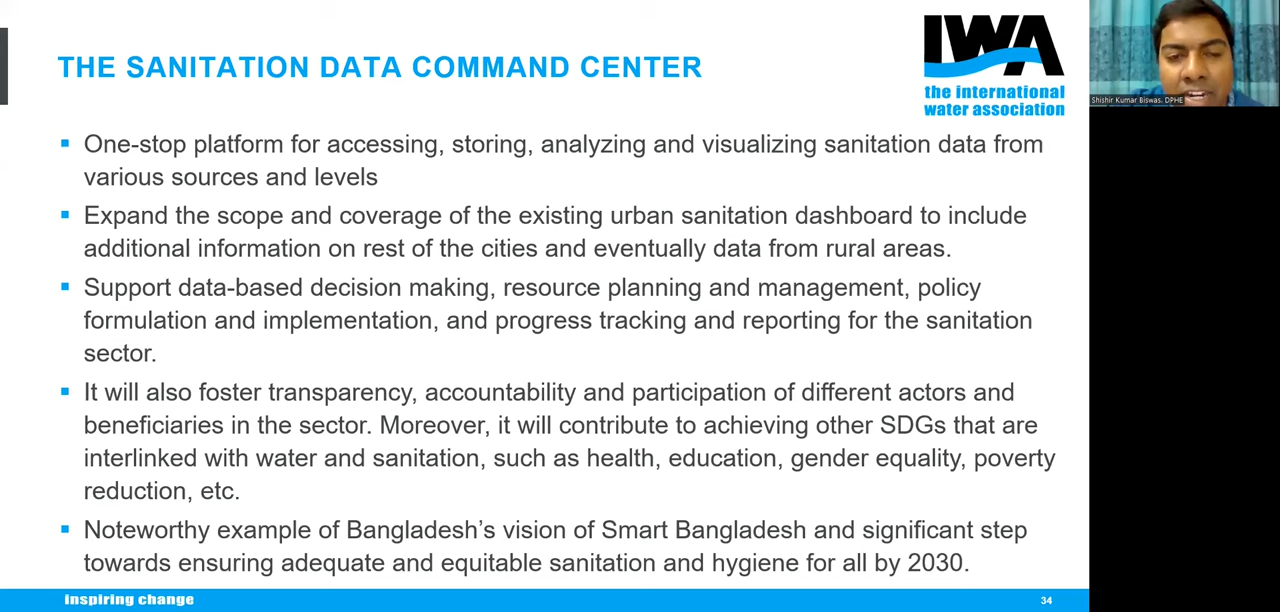 THE SANITATION DATA COMMAND CENTER
IWA
the international
water association
Shishir Kumar Biswas. DPHE
▪ One-stop platform for accessing, storing, analyzing and visualizing sanitation data from
various sources and levels
▪ Expand the scope and coverage of the existing urban sanitation dashboard to include
additional information on rest of the cities and eventually data from rural areas.
▪ Support data-based decision making, resource planning and management, policy
formulation and implementation, and progress tracking and reporting for the sanitation
sector.
▪ It will also foster transparency, accountability and participation of different actors and
beneficiaries in the sector. Moreover, it will contribute to achieving other SDGs that are
interlinked with water and sanitation, such as health, education, gender equality, poverty
reduction, etc.
▪ Noteworthy example of Bangladesh’s vision of Smart Bangladesh and significant step
towards ensuring adequate and equitable sanitation and hygiene for all by 2030.
inspiring change
34